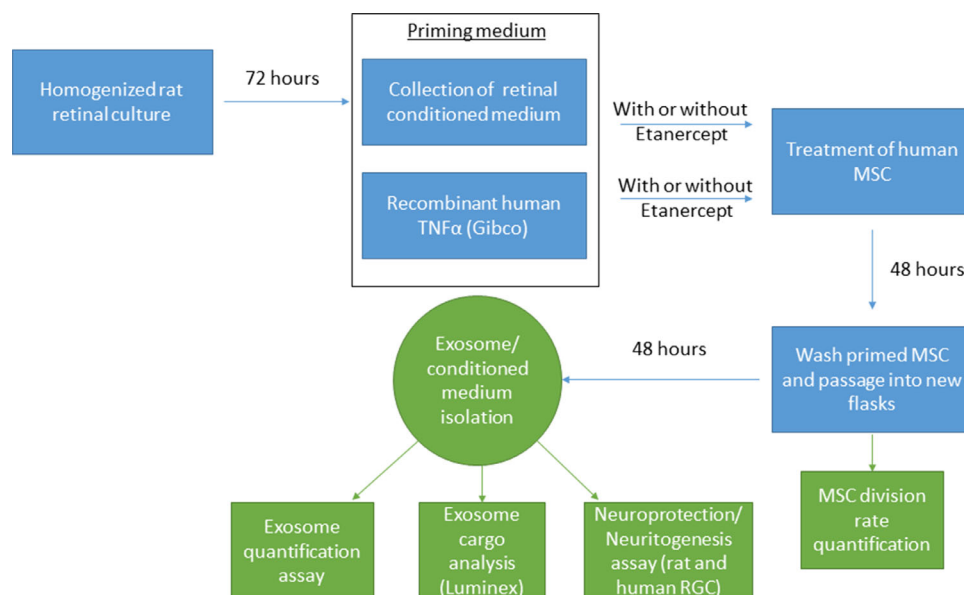 Priming medium
Homogenized rat
retinal culture
72 hours
Collection of retinal
conditioned medium
With or without
Etanercept
Recombinant human
TNFα (Gibco)
With or without
Etanercept
Treatment of human
MSC
48 hours
Wash primed MSC
and passage into new
flasks
48 hours
Exosome/
conditioned
medium
isolation
MSC division
rate
quantification
Exosome
quantification
assay
Exosome
cargo
analysis
(Luminex)
Neuroprotection/
Neuritogenesis
assay (rat and
human RGC)